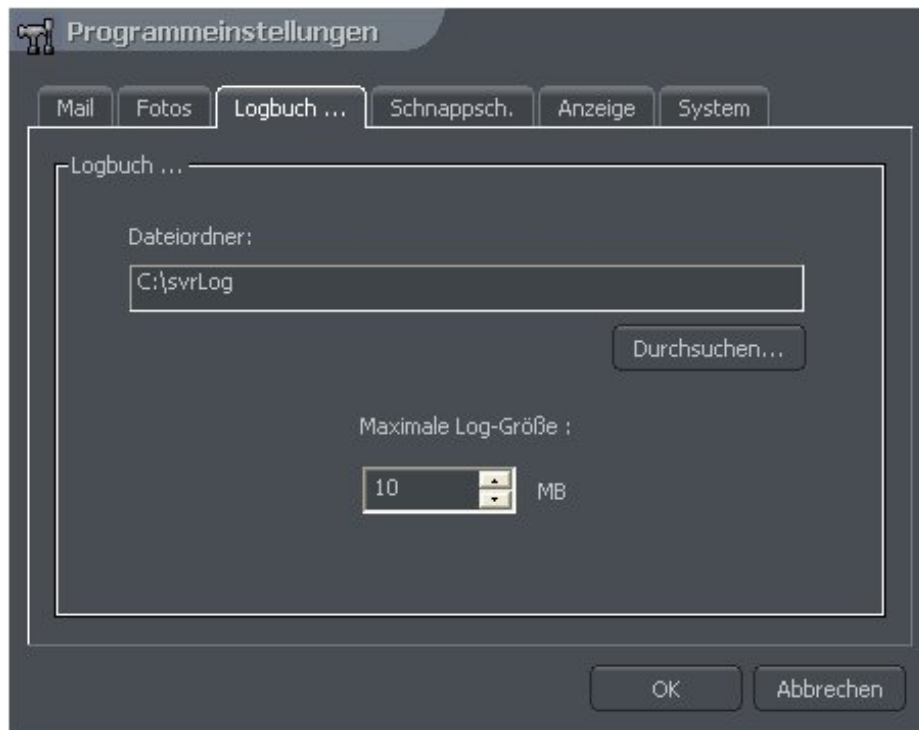 Programmeinstellungen
Mail Fotos Logbuch ... Schnappsch. Anzeige System
Logbuch ...
Dateiordner:
C:\svrLog
Durchsuchen...
Maximale Log-Größe :
10 MB
OK Abbrechen